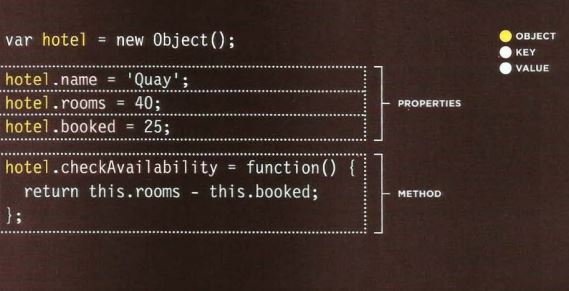 var hotel = new Object();
hotel.name = 'Quay';
hotel.rooms = 40;
hotel.booked = 25;
hotel.checkAvailability = function() {
return this.rooms - this.booked;
};
OBJECT
KEY
VALUE
PROPERTIES
METHOD